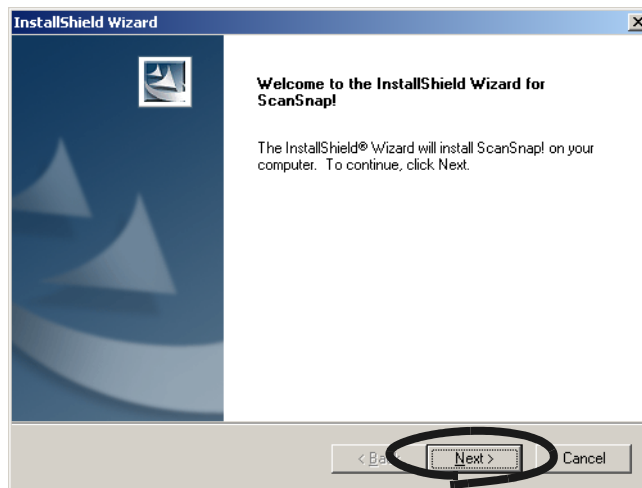 InstallShield Wizard
Welcome to the InstallShield Wizard for
ScanSnap!
The InstallShield® Wizard will install ScanSnap! on your
computer. To continue, click Next.
< Ba Next > Cancel